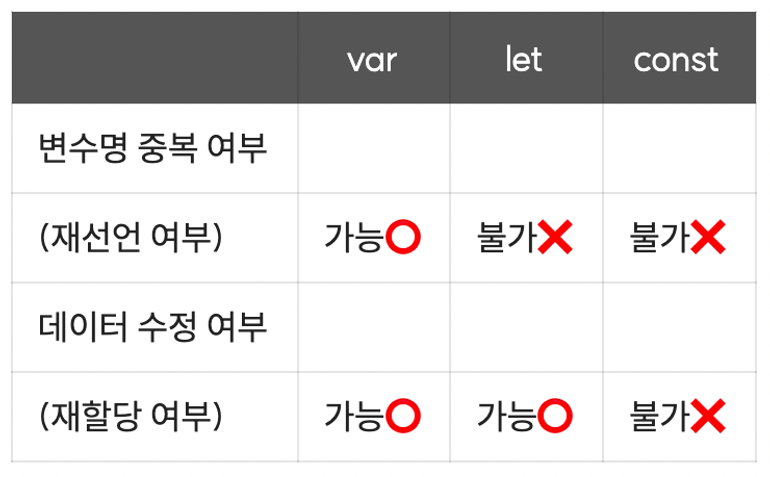 var let const
변수명 중복 여부
(재선언 여부) 가능⭕ 불가❌ 불가❌
데이터 수정 여부
(재할당 여부) 가능⭕ 가능⭕ 불가❌